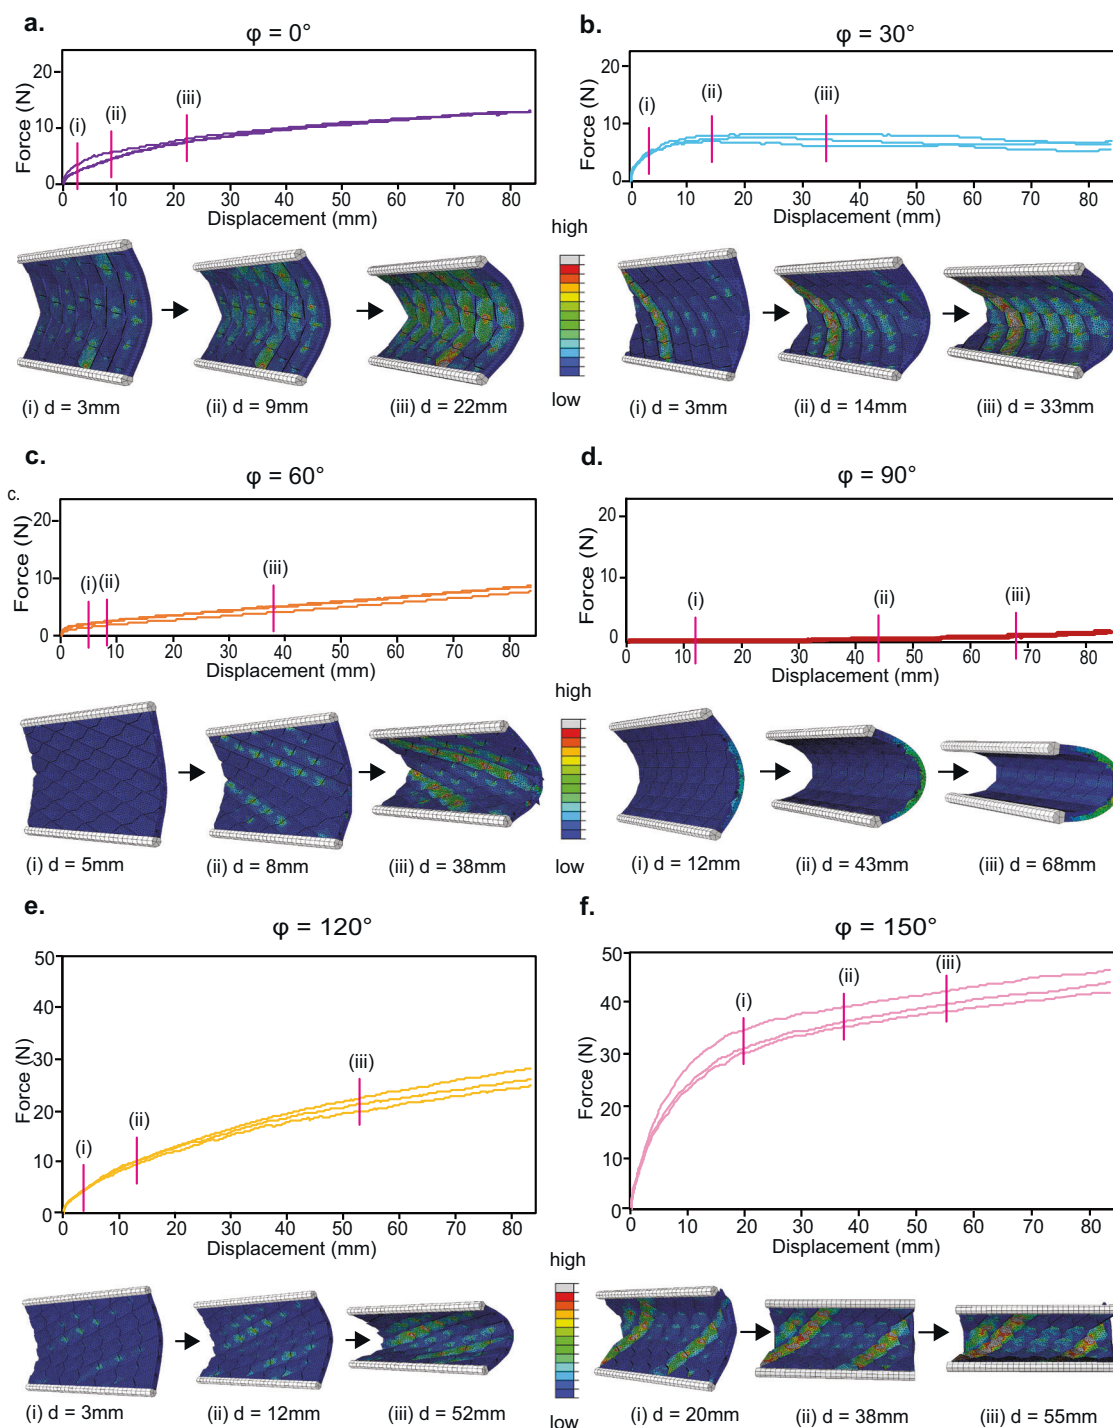 a.
φ = 0°
Force (N)
20
10
0
(i)
(ii)
(iii)
0 10 20 30 40 50 60 70 80
Displacement (mm)
(i) d = 3mm
(ii) d = 9mm
(iii) d = 22mm
b.
φ = 30°
Force (N)
20
10
0
(i)
(ii)
(iii)
0 10 20 30 40 50 60 70 80
Displacement (mm)
high
low
(i) d = 3mm
(ii) d = 14mm
(iii) d = 33mm
c.
φ = 60°
c.
Force (N)
20
10
0
(i)
(ii)
(iii)
0 10 20 30 40 50 60 70 80
Displacement (mm)
(i) d = 5mm
(ii) d = 8mm
(iii) d = 38mm
d.
φ = 90°
Force (N)
20
10
0
(i)
(ii)
(iii)
0 10 20 30 40 50 60 70 80
Displacement (mm)
high
low
(i) d = 12mm
(ii) d = 43mm
(iii) d = 68mm
e.
φ = 120°
Force (N)
50
40
30
20
10
0
(i)
(ii)
(iii)
0 10 20 30 40 50 60 70 80
Displacement (mm)
(i) d = 3mm
(ii) d = 12mm
(iii) d = 52mm
f.
φ = 150°
Force (N)
50
40
30
20
10
0
(i)
(ii)
(iii)
0 10 20 30 40 50 60 70 80
Displacement (mm)
high
low
(i) d = 20mm
(ii) d = 38mm
(iii) d = 55mm